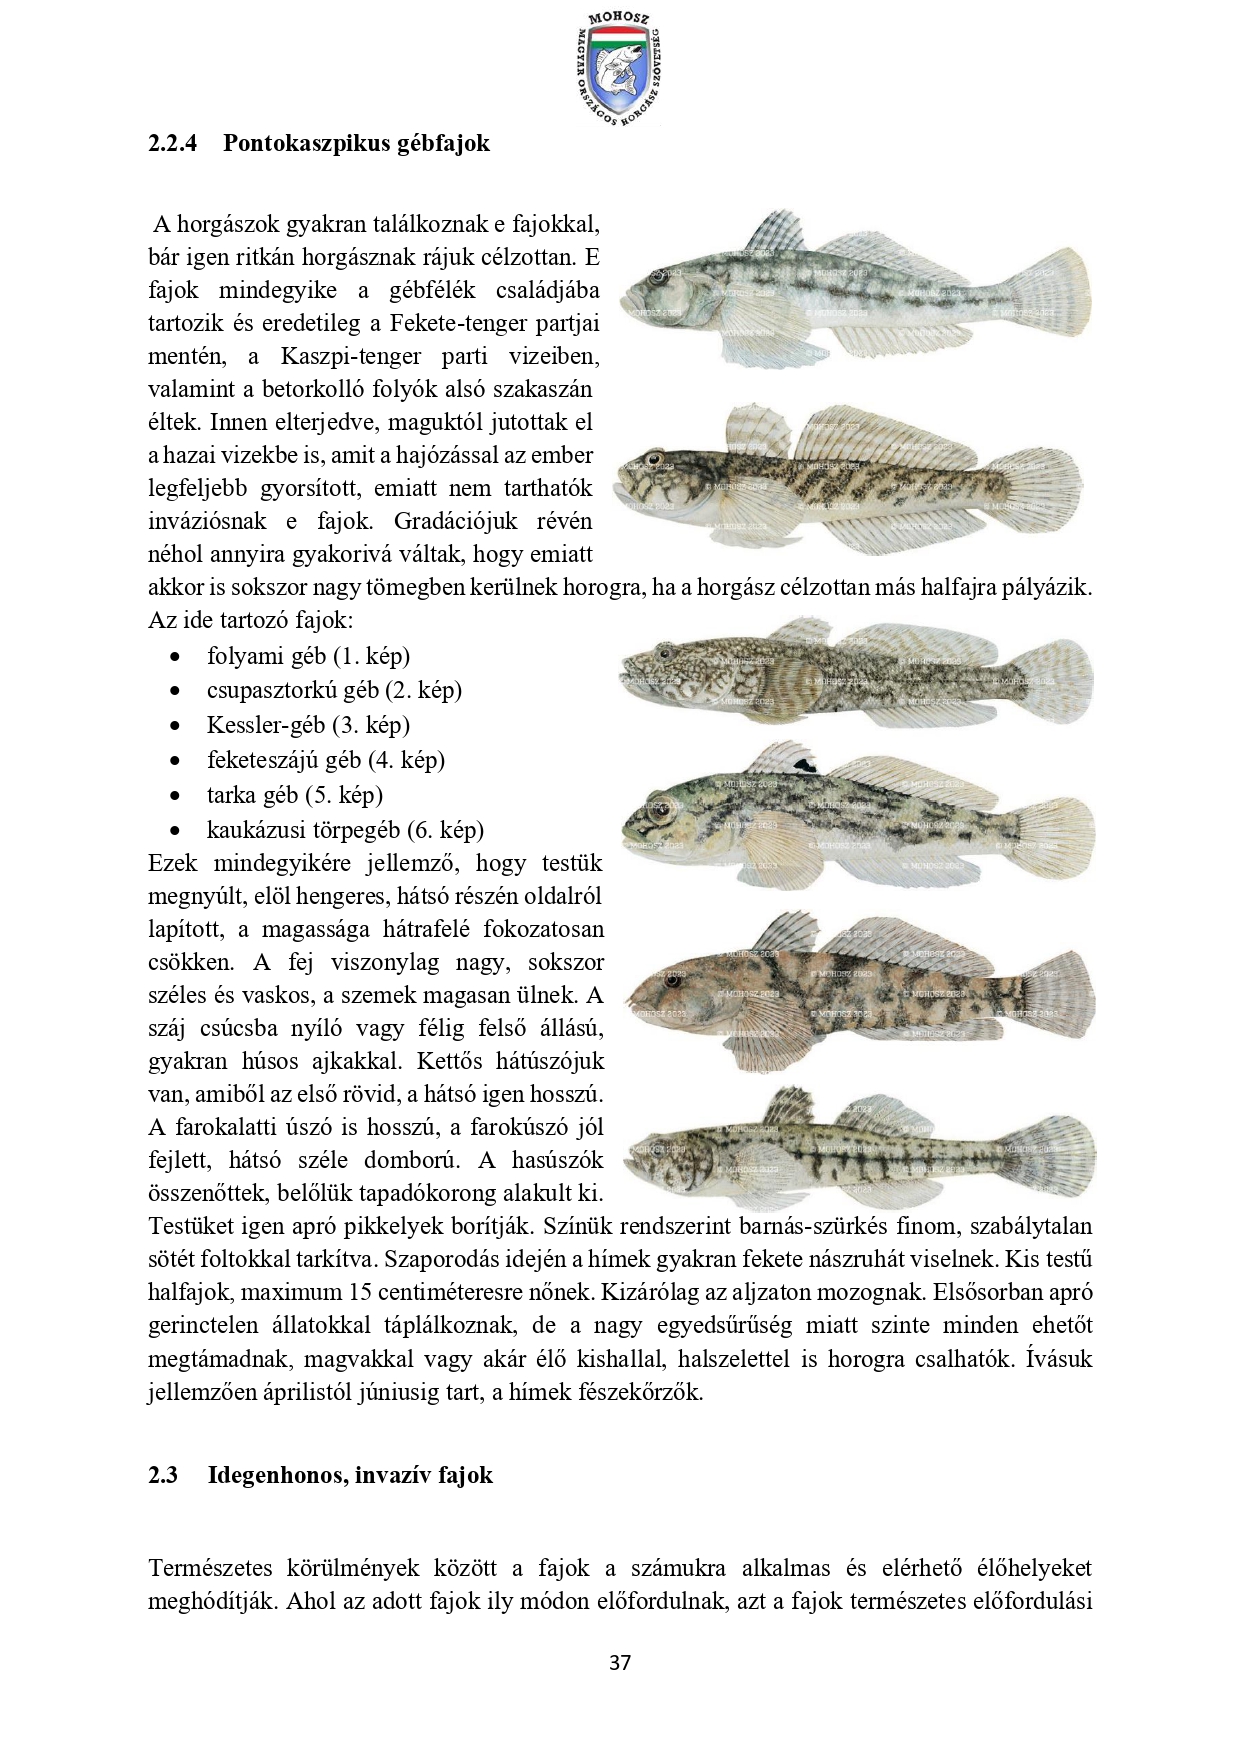 MOHOSZ
MAGYAR ORSZÁGOS HORGÁSZ SZÖVETSÉG
2.2.4 Pontokaszpikus gébfajok
A horgászok gyakran találkoznak e fajokkal,
bár igen ritkán horgásznak rájuk célzottan. E
fajok mindegyike a gébfélék családjába
tartozik és eredetileg a Fekete-tenger partjai
mentén, a Kaszpi-tenger parti vizeiben,
valamint a betorkolló folyók alsó szakaszán
éltek. Innen elterjedve, maguktól jutottak el
a hazai vizekbe is, amit a hajózással az ember
legfeljebb gyorsított, emiatt nem tarthatók
inváziósnak e fajok. Gradációjuk révén
néhol annyira gyakorivá váltak, hogy emiatt
akkor is sokszor nagy tömegben kerülnek horogra, ha a horgász célzottan más halfajra pályázik.
Az ide tartozó fajok:
• folyami géb (1. kép)
• csupasztorkú géb (2. kép)
• Kessler-géb (3. kép)
• feketeszájú géb (4. kép)
• tarka géb (5. kép)
• kaukázusi törpegéb (6. kép)
Ezek mindegyikére jellemző, hogy testük
megnyúlt, elöl hengeres, hátsó részén oldalról
lapított, a magassága hátrafelé fokozatosan
csökken. A fej viszonylag nagy, sokszor
széles és vaskos, a szemek magasan ülnek. A
száj csúcsba nyíló vagy félig felső állású,
gyakran húsos ajkakkal. Kettős hátúszójuk
van, amiből az első rövid, a hátsó igen hosszú.
A farokalatti úszó is hosszú, a farokúszó jól
fejlett, hátsó széle domború. A hasúszók
összenőttek, belőlük tapadókorong alakult ki.
Testüket igen apró pikkelyek borítják. Színük rendszerint barnás-szürkés finom, szabálytalan
sötét foltokkal tarkítva. Szaporodás idején a hímek gyakran fekete nászruhát viselnek. Kis testű
halfajok, maximum 15 centiméteresre nőnek. Kizárólag az aljzaton mozognak. Elsősorban apró
gerinctelen állatokkal táplálkoznak, de a nagy egyedsűrűség miatt szinte minden ehetőt
megtámadnak, magvakkal vagy akár élő kishallal, halszelettel is horogra csalhatók. Ívásuk
jellemzően áprilistól júniusig tart, a hímek fészekőrzők.
2.3 Idegenhonos, invazív fajok
Természetes körülmények között a fajok a számukra alkalmas és elérhető élőhelyeket
meghódítják. Ahol az adott fajok ily módon előfordulnak, azt a fajok természetes előfordulási
37